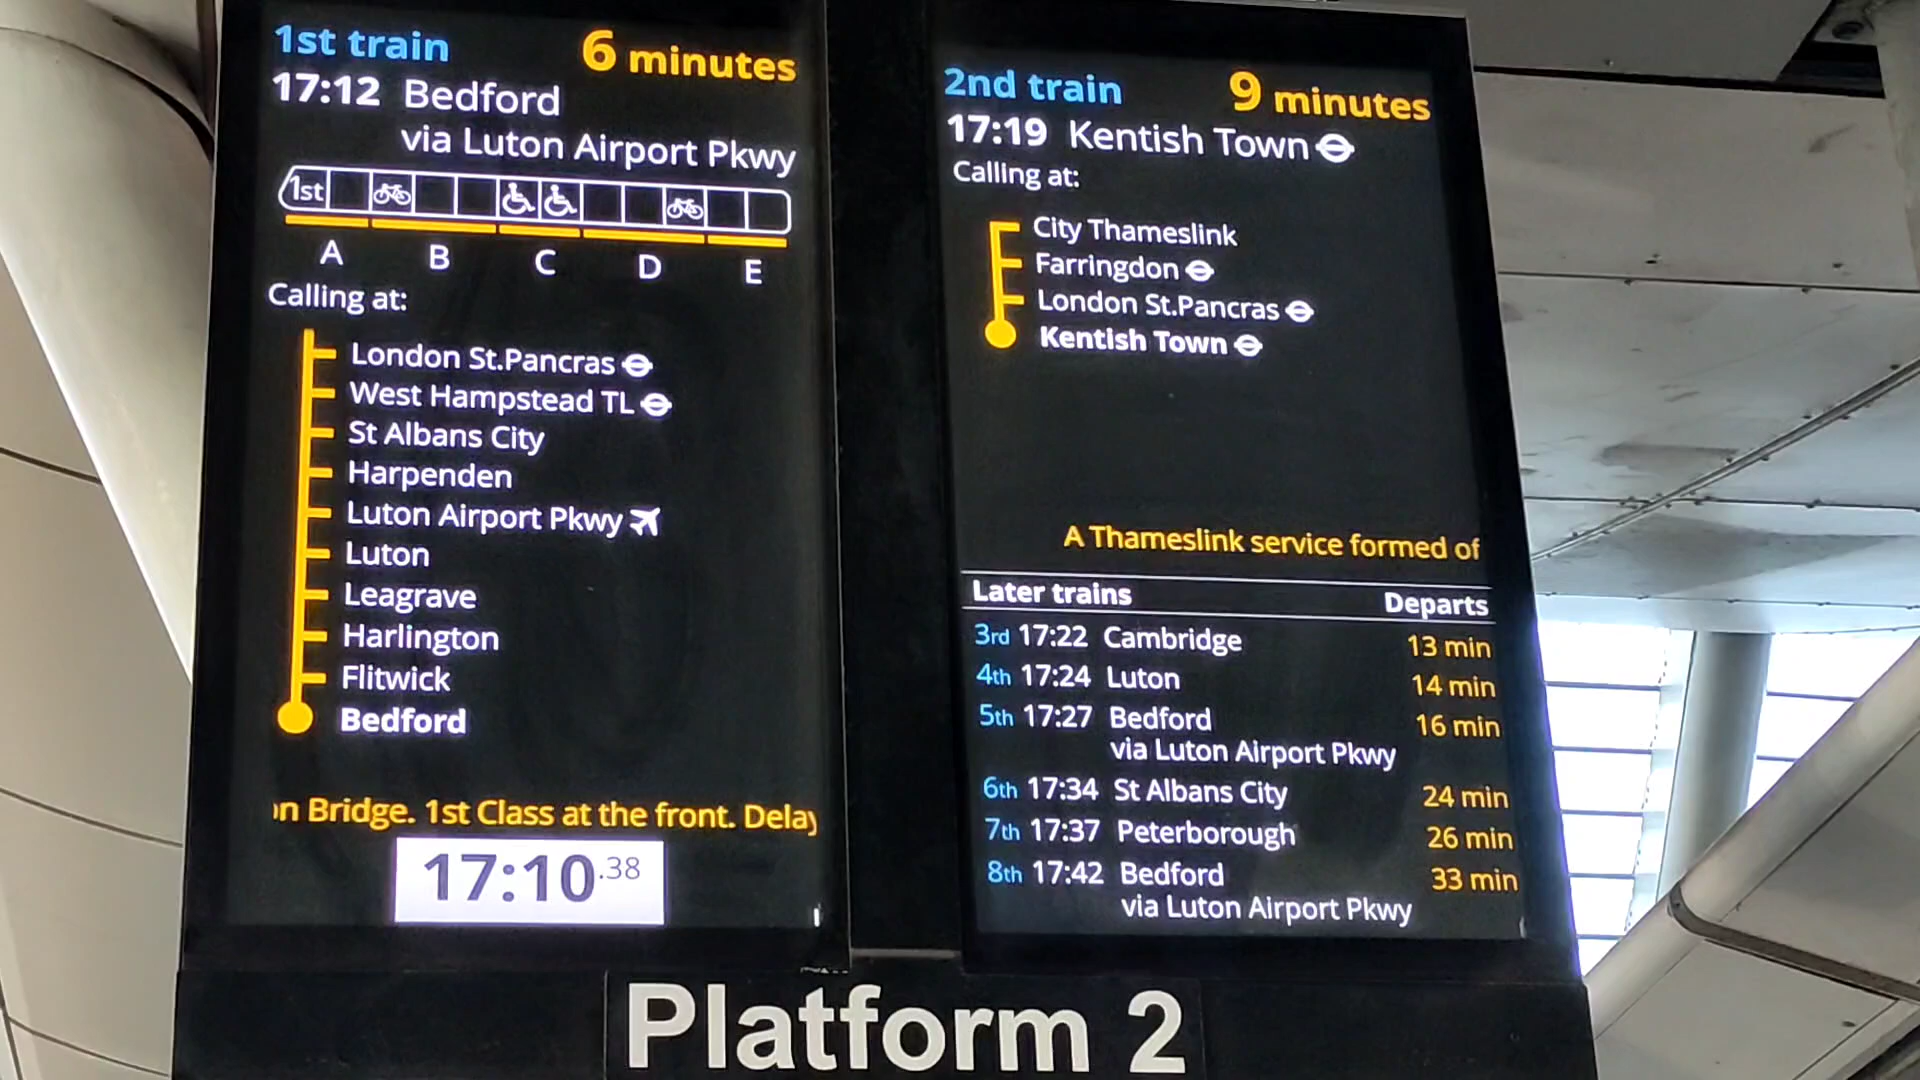 1st train 6 minutes
17:12 Bedford
via Luton Airport Pkwy
1st
A B C D E
Calling at:
London St.Pancras
West Hampstead TL
St Albans City
Harpenden
Luton Airport Pkwy
Luton
Leagrave
Harlington
Flitwick
Bedford
n Bridge. 1st Class at the front. Delay
17:10.38
2nd train 9 minutes
17:19 Kentish Town
Calling at:
City Thameslink
Farringdon
London St.Pancras
Kentish Town
A Thameslink service formed of
Later trains Departs
3rd 17:22 Cambridge 13 min
4th 17:24 Luton 14 min
5th 17:27 Bedford 16 min
via Luton Airport Pkwy
6th 17:34 St Albans City 24 min
7th 17:37 Peterborough 26 min
8th 17:42 Bedford 33 min
via Luton Airport Pkwy
Platform 2